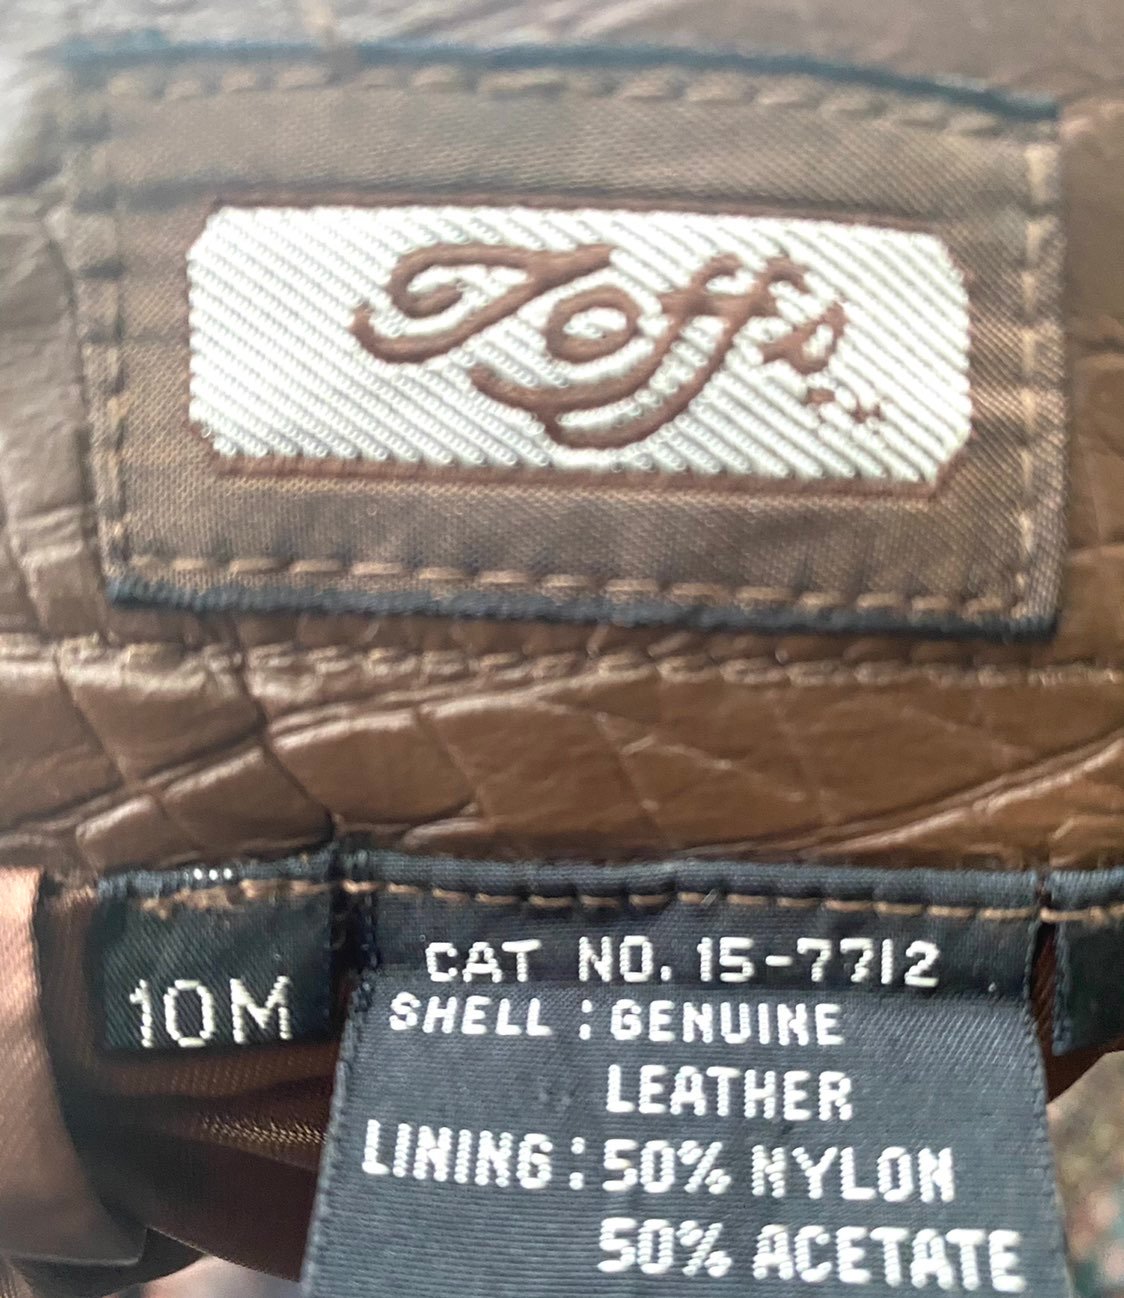 Toffs
10M
CAT NO. 15-7712
SHELL : GENUINE
LEATHER
LINING : 50% NYLON
50% ACETATE